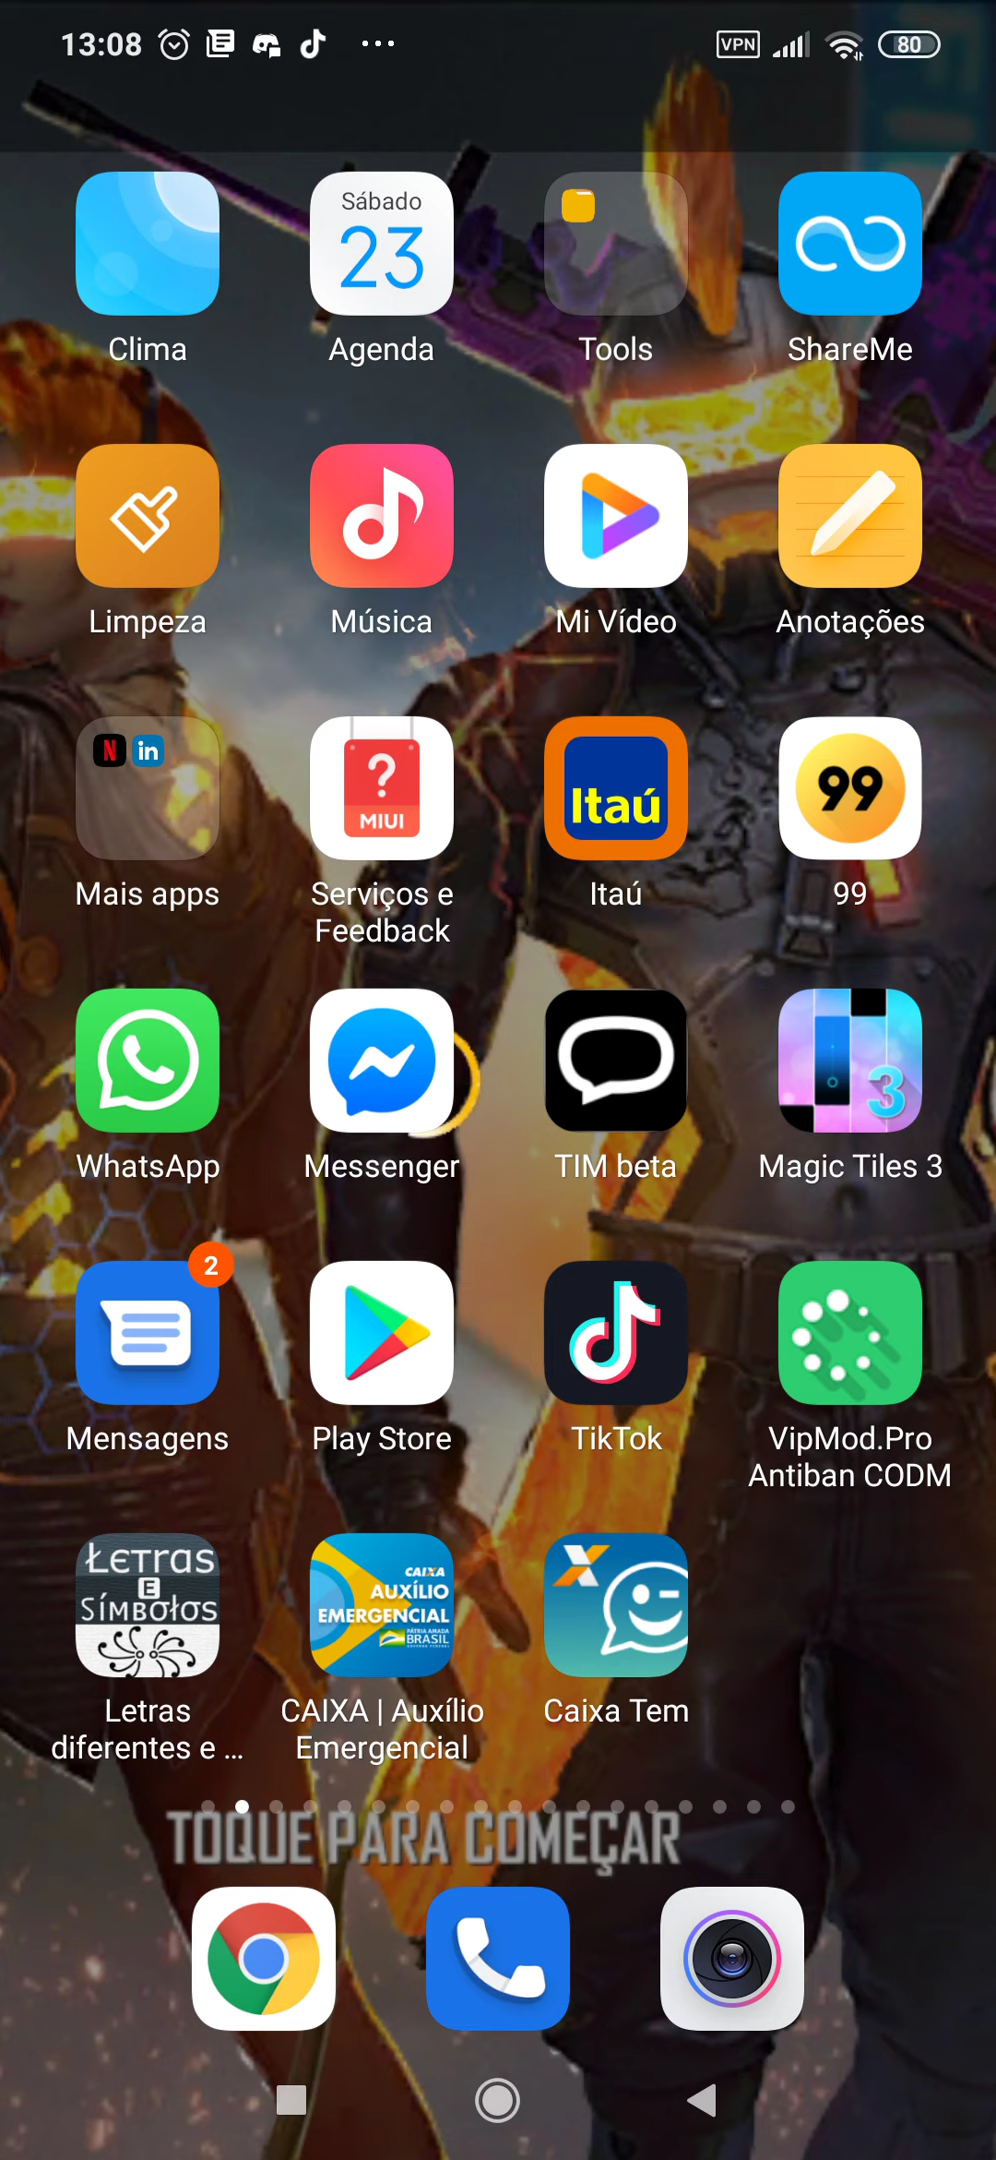 13:08
VPN
80
Sábado
23
Clima
Agenda
Tools
ShareMe
Limpeza
Música
Mi Vídeo
Anotações
N in
?
MIUI
Itaú
99
Mais apps
Serviços e
Feedback
Itaú
99
3
WhatsApp
Messenger
TIM beta
Magic Tiles 3
2
Mensagens
Play Store
TikTok
VipMod.Pro
Antiban CODM
Letras
E
Símbolos
CAIXA
AUXÍLIO
EMERGENCIAL
PÁTRIA AMADA
BRASIL
X
Letras
diferentes e ...
CAIXA | Auxílio
Emergencial
Caixa Tem
TOQUE PARA COMEÇAR